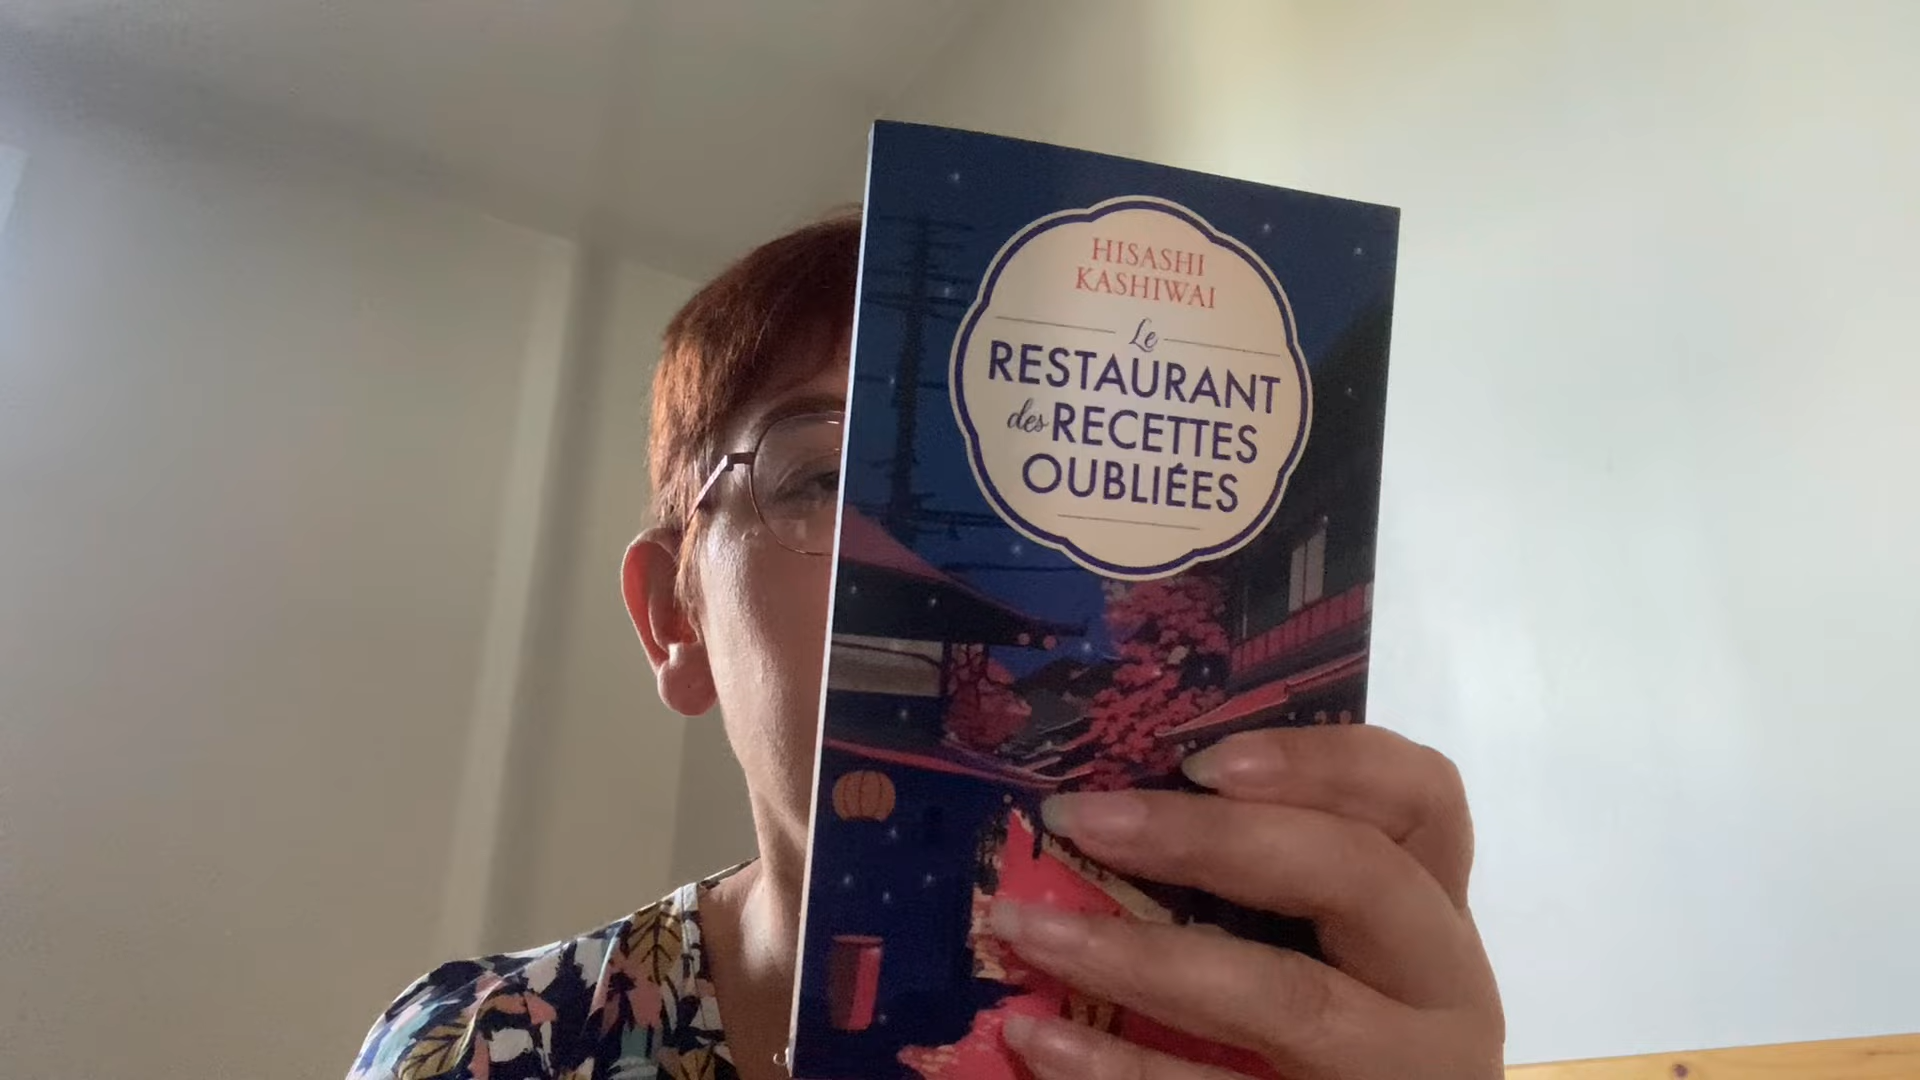 HISASHI
KASHIWAI
Le
RESTAURANT
des RECETTES
OUBLIÉES